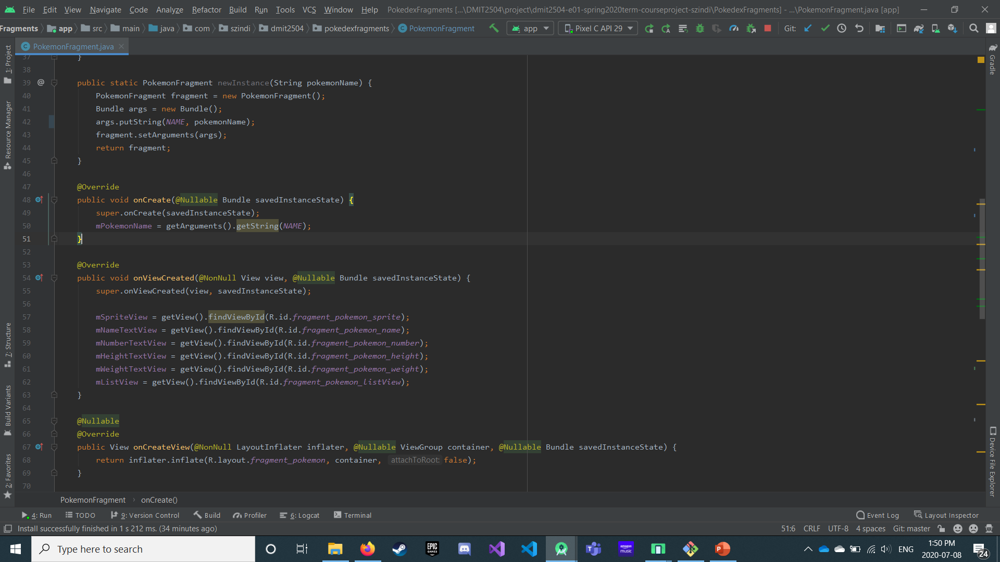 File Edit View Navigate Code Analyze Refactor Build Run Tools VCS Window Help PokedexFragments [...\DMIT2504\project\dmit2504-e01-spring2020term-courseproject-szindi\PokedexFragments] - ...\PokemonFragment.java [app]
Fragments app src main java com szindi dmit2504 pokedexfragments PokemonFragment app Pixel C API 29 Git:
PokemonFragment.java
1: Project
Resource Manager
7: Structure
Build Variants
2: Favorites
Gradle
Device File Explorer
37 }
38
39 @ public static PokemonFragment newInstance(String pokemonName) {
40 PokemonFragment fragment = new PokemonFragment();
41 Bundle args = new Bundle();
42 args.putString(NAME, pokemonName);
43 fragment.setArguments(args);
44 return fragment;
45 }
46
47 @Override
48 public void onCreate(@Nullable Bundle savedInstanceState) {
49 super.onCreate(savedInstanceState);
50 mPokemonName = getArguments().getString(NAME);
51 }
52
53 @Override
54 public void onViewCreated(@NonNull View view, @Nullable Bundle savedInstanceState) {
55 super.onViewCreated(view, savedInstanceState);
56
57 mSpriteView = getView().findViewById(R.id.fragment_pokemon_sprite);
58 mNameTextView = getView().findViewById(R.id.fragment_pokemon_name);
59 mNumberTextView = getView().findViewById(R.id.fragment_pokemon_number);
60 mHeightTextView = getView().findViewById(R.id.fragment_pokemon_height);
61 mWeightTextView = getView().findViewById(R.id.fragment_pokemon_weight);
62 mListView = getView().findViewById(R.id.fragment_pokemon_listView);
63 }
64
65 @Nullable
66 @Override
67 public View onCreateView(@NonNull LayoutInflater inflater, @Nullable ViewGroup container, @Nullable Bundle savedInstanceState) {
68 return inflater.inflate(R.layout.fragment_pokemon, container, attachToRoot: false);
69 }
70
PokemonFragment › onCreate()
4: Run TODO 9: Version Control Build Profiler 6: Logcat Terminal Event Log Layout Inspector
Install successfully finished in 1 s 212 ms. (34 minutes ago) 51:6 CRLF UTF-8 4 spaces Git: master
Type here to search EPIC GAMES amazon music ENG 1:50 PM
2020-07-08 24